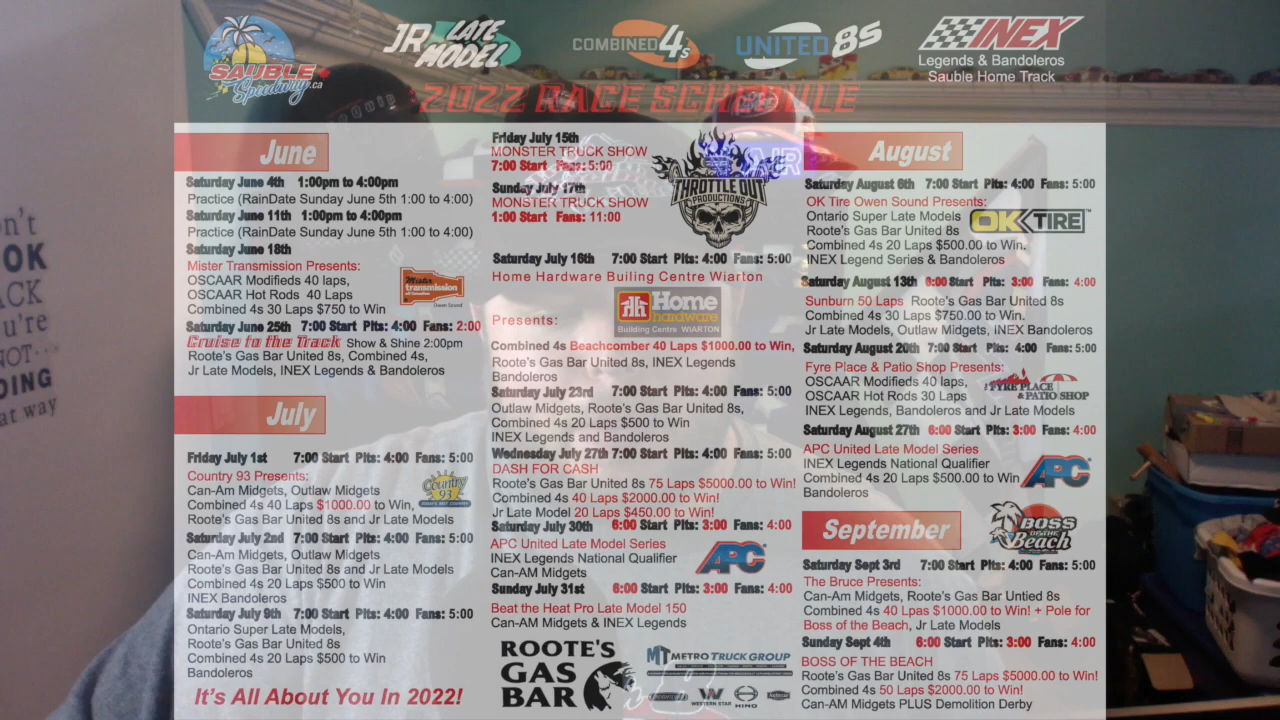 SAUBLE
Speedway.ca
JR LATE MODEL
COMBINED 4s
UNITED 8s
INEX
Legends & Bandoleros
Sauble Home Track
2022 RACE SCHEDULE
June
Saturday June 4th 1:00pm to 4:00pm
Practice (RainDate Sunday June 5th 1:00 to 4:00)
Saturday June 11th 1:00pm to 4:00pm
Practice (RainDate Sunday June 5th 1:00 to 4:00)
Saturday June 18th
Mister Transmission Presents:
OSCAAR Modifieds 40 laps,
OSCAAR Hot Rods 40 Laps
Combined 4s 30 Laps $750 to Win
Mister
transmission
Owen Sound
Saturday June 25th 7:00 Start Pits: 4:00 Fans: 2:00
Cruise to the Track Show & Shine 2:00pm
Roote's Gas Bar United 8s, Combined 4s,
Jr Late Models, INEX Legends & Bandoleros
July
Friday July 1st 7:00 Start Pits: 4:00 Fans: 5:00
Country 93 Presents:
Can-Am Midgets, Outlaw Midgets
Combined 4s 40 Laps $1000.00 to Win,
Roote's Gas Bar United 8s and Jr Late Models
Country
93
Saturday July 2nd 7:00 Start Pits: 4:00 Fans: 5:00
Can-Am Midgets, Outlaw Midgets
Roote's Gas Bar United 8s and Jr Late Models
Combined 4s 20 Laps $500 to Win
INEX Bandoleros
Saturday July 9th 7:00 Start Pits: 4:00 Fans: 5:00
Ontario Super Late Models,
Roote's Gas Bar United 8s
Combined 4s 20 Laps $500 to Win
Bandoleros
It's All About You In 2022!
Friday July 15th
MONSTER TRUCK SHOW
7:00 Start Fans: 5:00
Sunday July 17th
MONSTER TRUCK SHOW
1:00 Start Fans: 11:00
THROTTLE OUT
PRODUCTIONS
Saturday July 16th 7:00 Start Pits: 4:00 Fans: 5:00
Home Hardware Builing Centre Wiarton
Presents:
Home
hardware
Building Centre WIARTON
Combined 4s Beachcomber 40 Laps $1000.00 to Win,
Roote's Gas Bar United 8s, INEX Legends
Bandoleros
Saturday July 23rd 7:00 Start Pits: 4:00 Fans: 5:00
Outlaw Midgets, Roote's Gas Bar United 8s,
Combined 4s 20 Laps $500 to Win
INEX Legends and Bandoleros
Wednesday July 27th 7:00 Start Pits: 4:00 Fans: 5:00
DASH FOR CASH
Roote's Gas Bar United 8s 75 Laps $5000.00 to Win!
Combined 4s 40 Laps $2000.00 to Win!
Jr Late Model 20 Laps $450.00 to Win!
Saturday July 30th 6:00 Start Pits: 3:00 Fans: 4:00
APC United Late Model Series
INEX Legends National Qualifier
Can-AM Midgets
APC
Sunday July 31st 6:00 Start Pits: 3:00 Fans: 4:00
Beat the Heat Pro Late Model 150
Can-AM Midgets & INEX Legends
ROOTE'S
GAS
BAR
MT METRO TRUCK GROUP
WESTERN STAR
HINO
August
Saturday August 6th 7:00 Start Pits: 4:00 Fans: 5:00
OK Tire Owen Sound Presents:
Ontario Super Late Models
Roote's Gas Bar United 8s
Combined 4s 20 Laps $500.00 to Win.
INEX Legend Series & Bandoleros
OK TIRE
Saturday August 13th 6:00 Start Pits: 3:00 Fans: 4:00
Sunburn 50 Laps Roote's Gas Bar United 8s
Combined 4s 30 Laps $750.00 to Win.
Jr Late Models, Outlaw Midgets, INEX Bandoleros
Saturday August 20th 7:00 Start Pits: 4:00 Fans: 5:00
Fyre Place & Patio Shop Presents:
OSCAAR Modifieds 40 laps,
OSCAAR Hot Rods 30 Laps
INEX Legends, Bandoleros and Jr Late Models
FYRE PLACE
& PATIO SHOP
Saturday August 27th 6:00 Start Pits: 3:00 Fans: 4:00
APC United Late Model Series
INEX Legends National Qualifier
Combined 4s 20 Laps $500.00 to Win
Bandoleros
APC
September
BOSS
OF THE
Beach
Saturday Sept 3rd 7:00 Start Pits: 4:00 Fans: 5:00
The Bruce Presents:
Can-Am Midgets, Roote's Gas Bar Untied 8s
Combined 4s 40 Lpas $1000.00 to Win! + Pole for
Boss of the Beach, Jr Late Models
Sunday Sept 4th 6:00 Start Pits: 3:00 Fans: 4:00
BOSS OF THE BEACH
Roote's Gas Bar United 8s 75 Laps $5000.00 to Win!
Combined 4s 50 Laps $2000.00 to Win!
Can-Am Midgets PLUS Demolition Derby